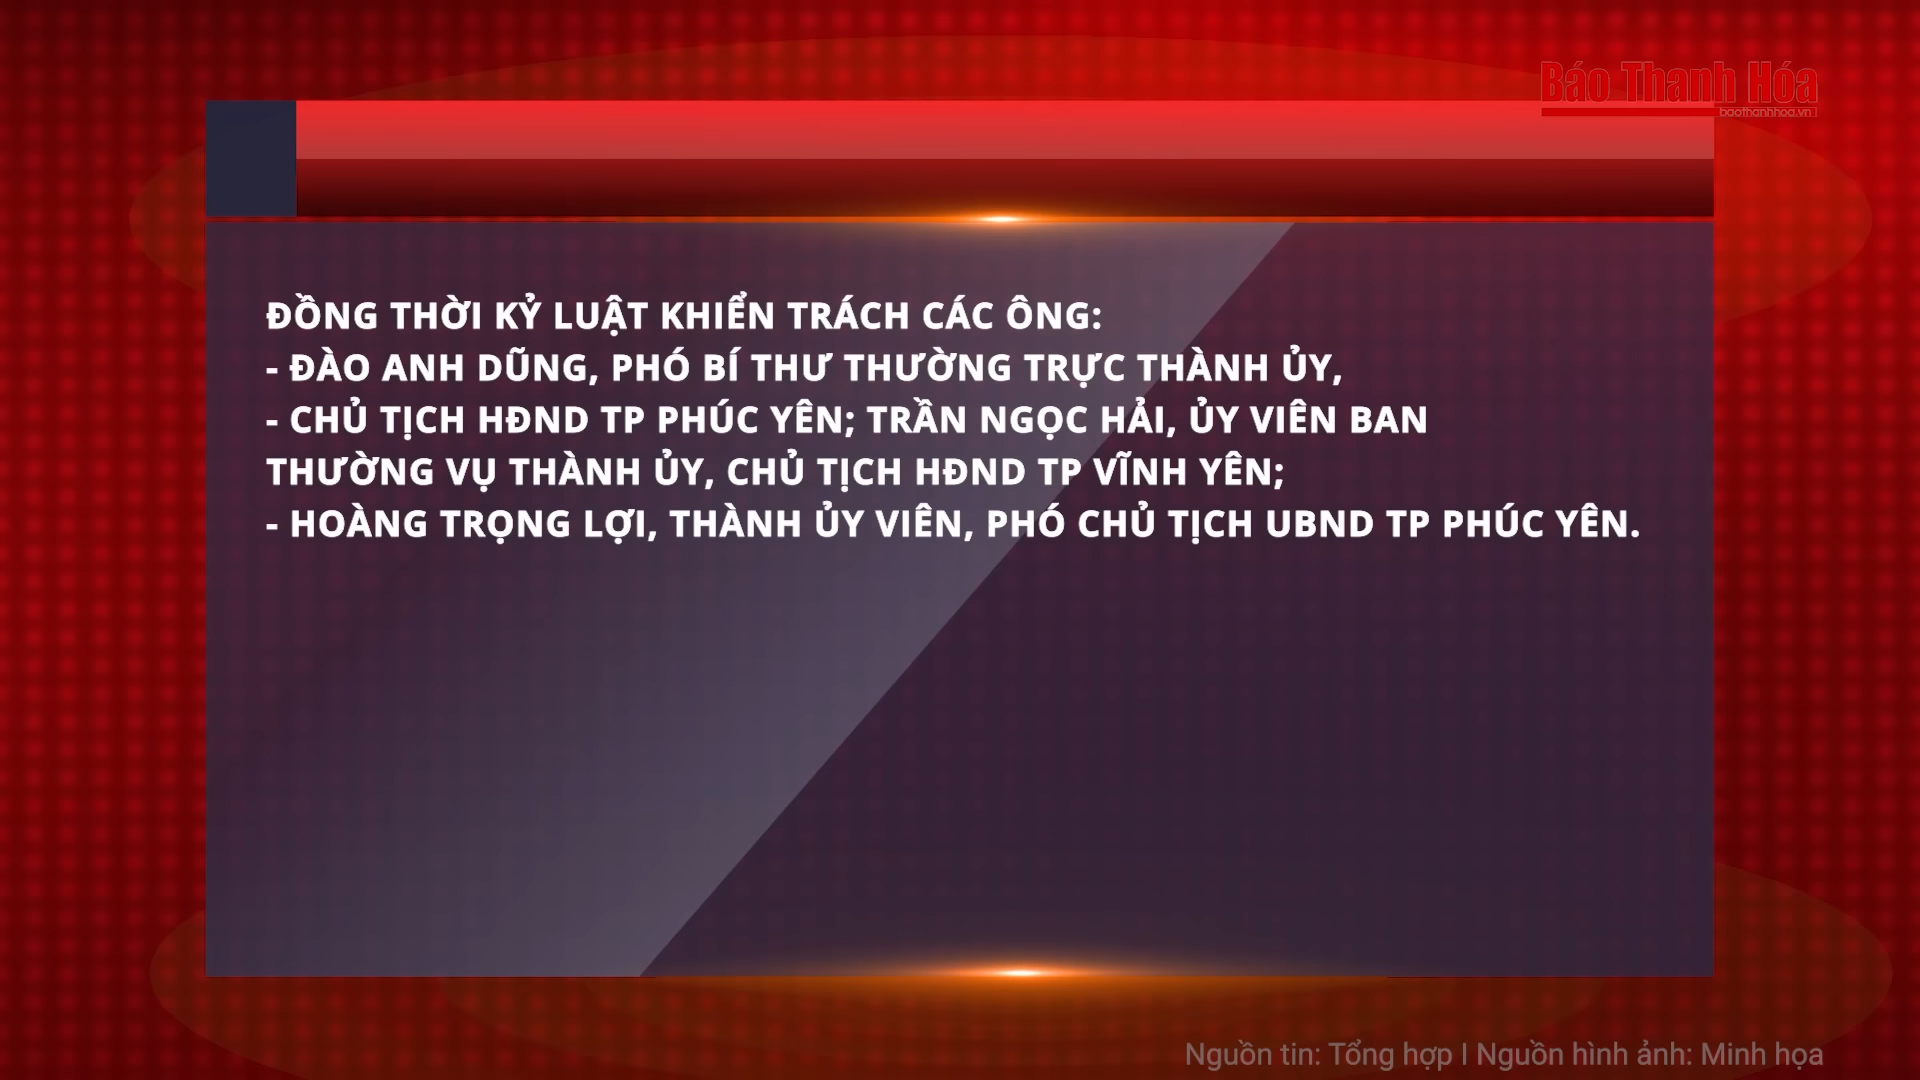 Báo Thanh Hóa
baothanhhoa.vn
ĐỒNG THỜI KỶ LUẬT KHIỂN TRÁCH CÁC ÔNG:
- ĐÀO ANH DŨNG, PHÓ BÍ THƯ THƯỜNG TRỰC THÀNH ỦY,
- CHỦ TỊCH HĐND TP PHÚC YÊN; TRẦN NGỌC HẢI, ỦY VIÊN BAN
THƯỜNG VỤ THÀNH ỦY, CHỦ TỊCH HĐND TP VĨNH YÊN;
- HOÀNG TRỌNG LỢI, THÀNH ỦY VIÊN, PHÓ CHỦ TỊCH UBND TP PHÚC YÊN.
Nguồn tin: Tổng hợp I Nguồn hình ảnh: Minh họa